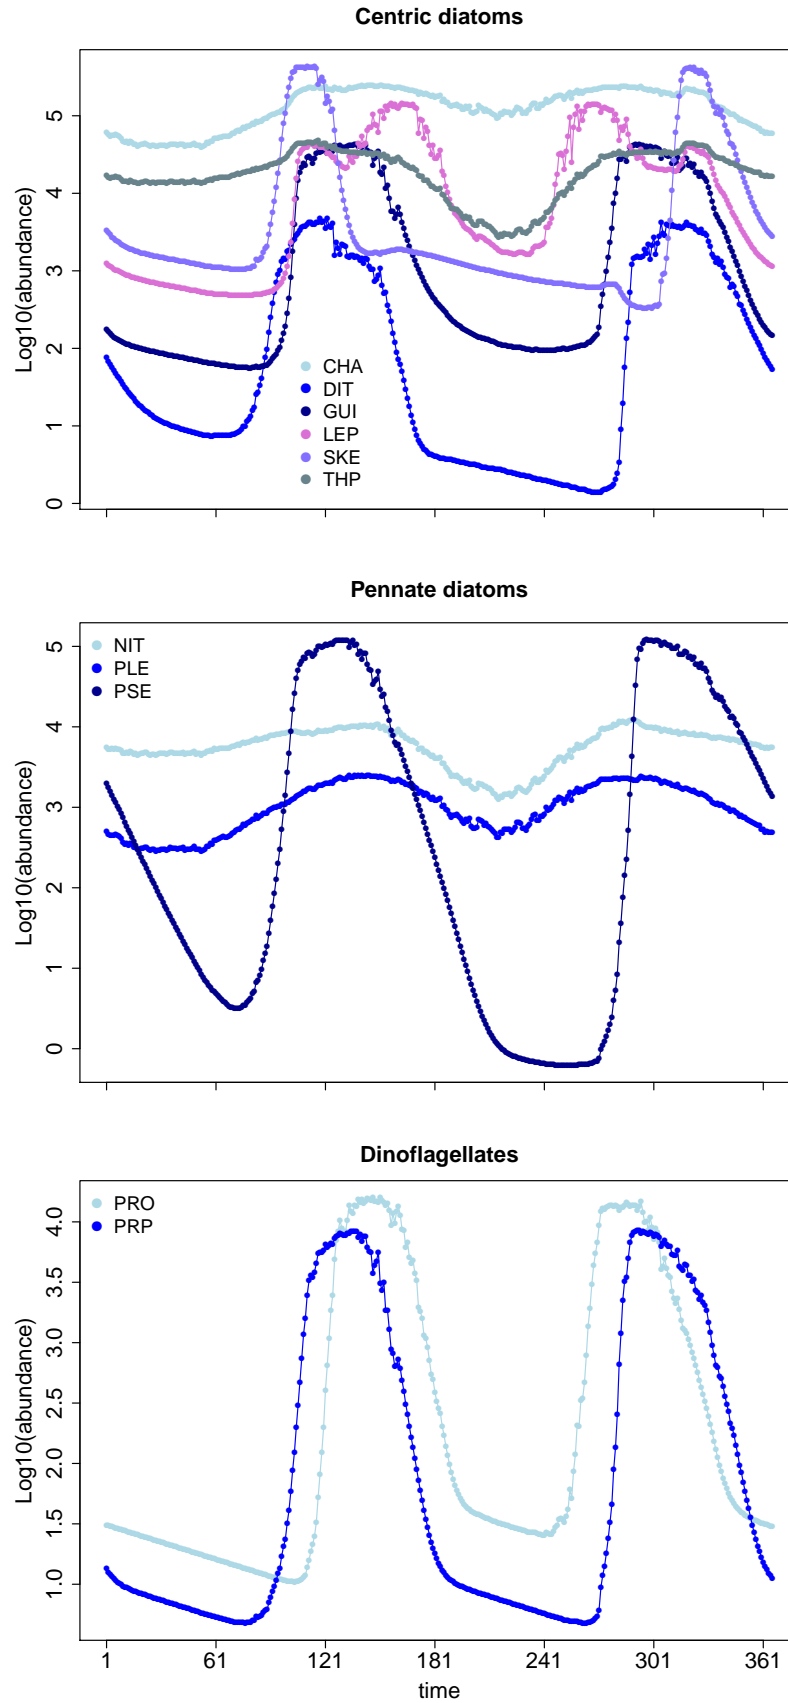 Centric diatoms
Log10(abundance)
5
4
3
2
1
0
CHA
DIT
GUI
LEP
SKE
THP
Pennate diatoms
Log10(abundance)
5
4
3
2
1
0
NIT
PLE
PSE
Dinoflagellates
Log10(abundance)
4.0
3.5
3.0
2.5
2.0
1.5
1.0
PRO
PRP
1 61 121 181 241 301 361
time